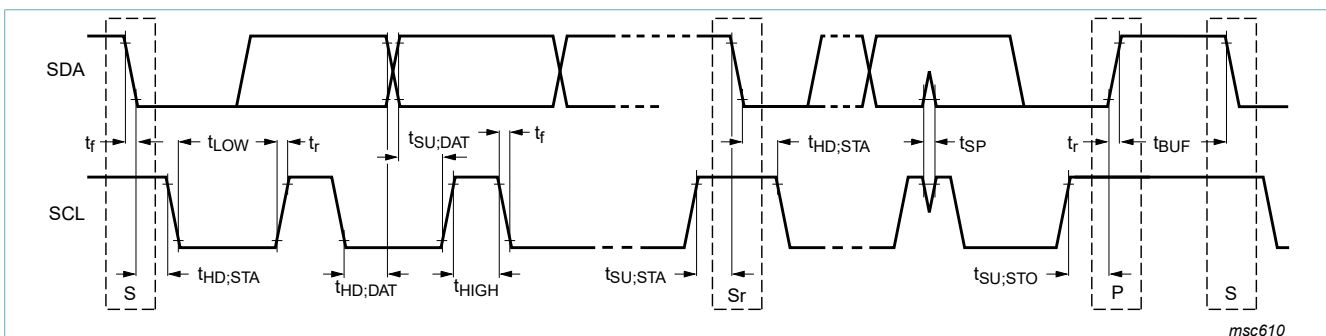 SDA
t_f t_LOW t_r t_SU;DAT t_f t_HD;STA t_SP t_r t_BUF
SCL
t_HD;STA t_HD;DAT t_HIGH t_SU;STA t_SU;STO
S Sr P S
msc610